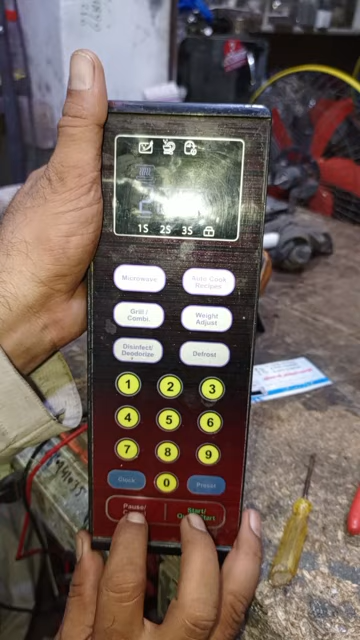 1S 2S 3S
Microwave Auto Cook
Recipes
Grill / Weight
Combi. Adjust
Disinfect/ Defrost
Deodorize
1 2 3
4 5 6
7 8 9
Clock 0 Preset
Pause/ Start/